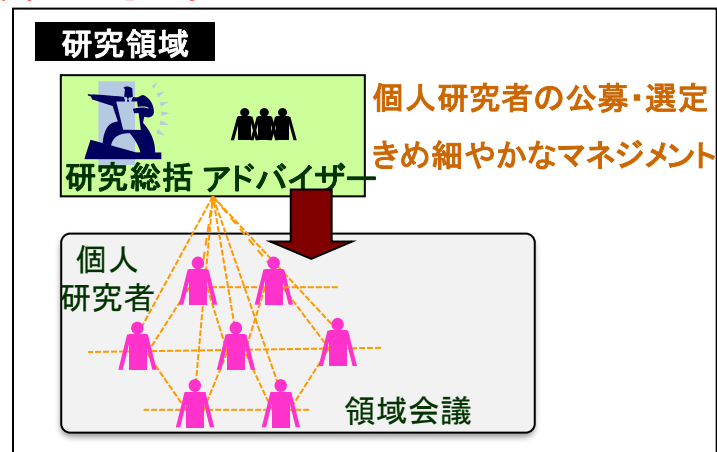 研究領域
個人研究者の公募・選定
きめ細やかなマネジメント
研究総括 アドバイザー
個人
研究者
領域会議